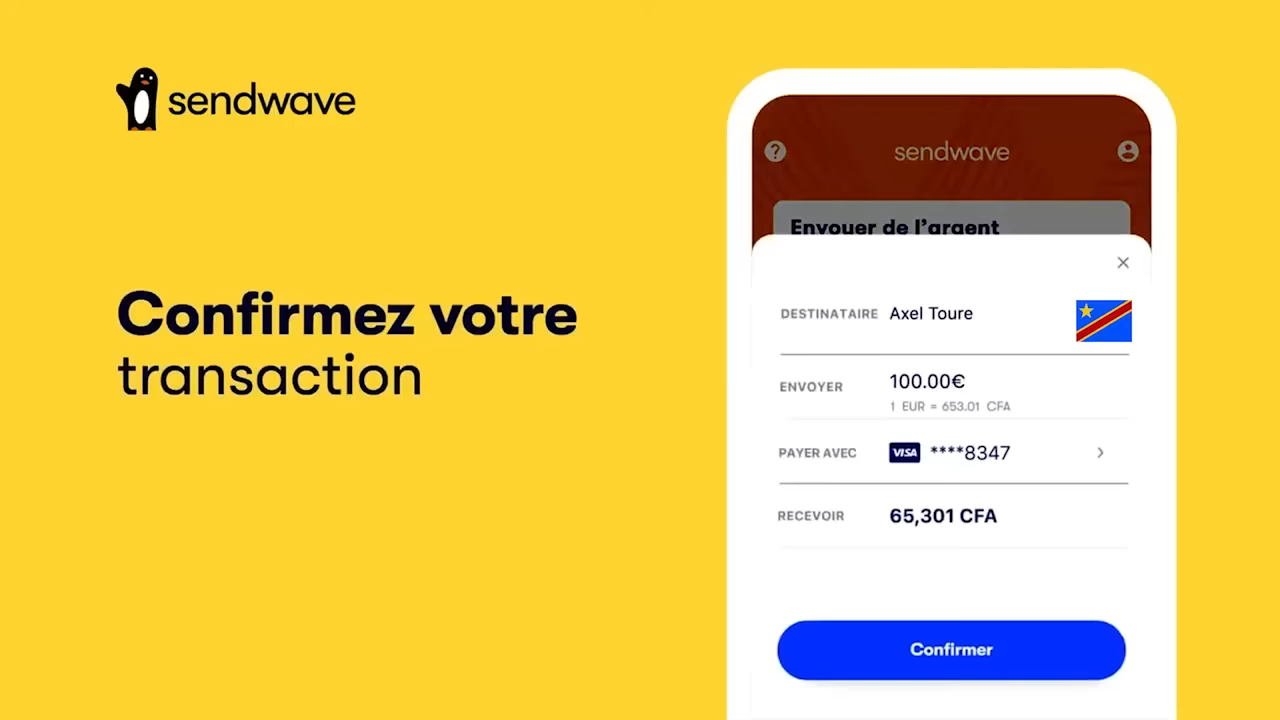 sendwave
Confirmez votre
transaction
sendwave
Envoyer de l'argent
DESTINATAIRE Axel Toure
ENVOYER 100.00€
1 EUR = 653.01 CFA
PAYER AVEC VISA ****8347
RECEVOIR 65,301 CFA
Confirmer